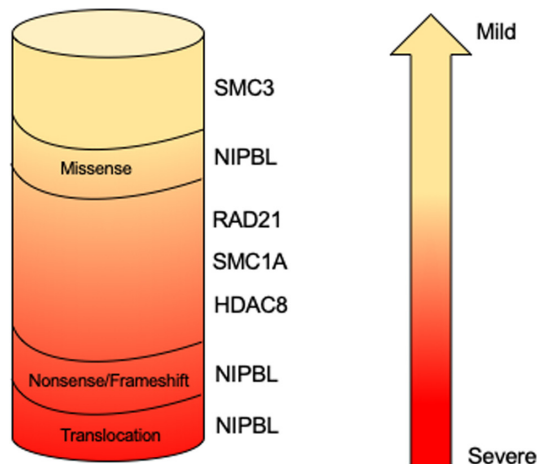 Mild
SMC3
Missense
NIPBL
RAD21
SMC1A
HDAC8
Nonsense/Frameshift
NIPBL
Translocation
NIPBL
Severe